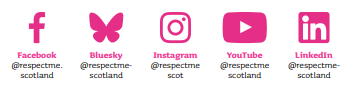 Facebook Bluesky Instagram YouTube LinkedIn
@respectme. @respectme- @respectme @respectme @respectme-
scotland scotland scot scotland scotland